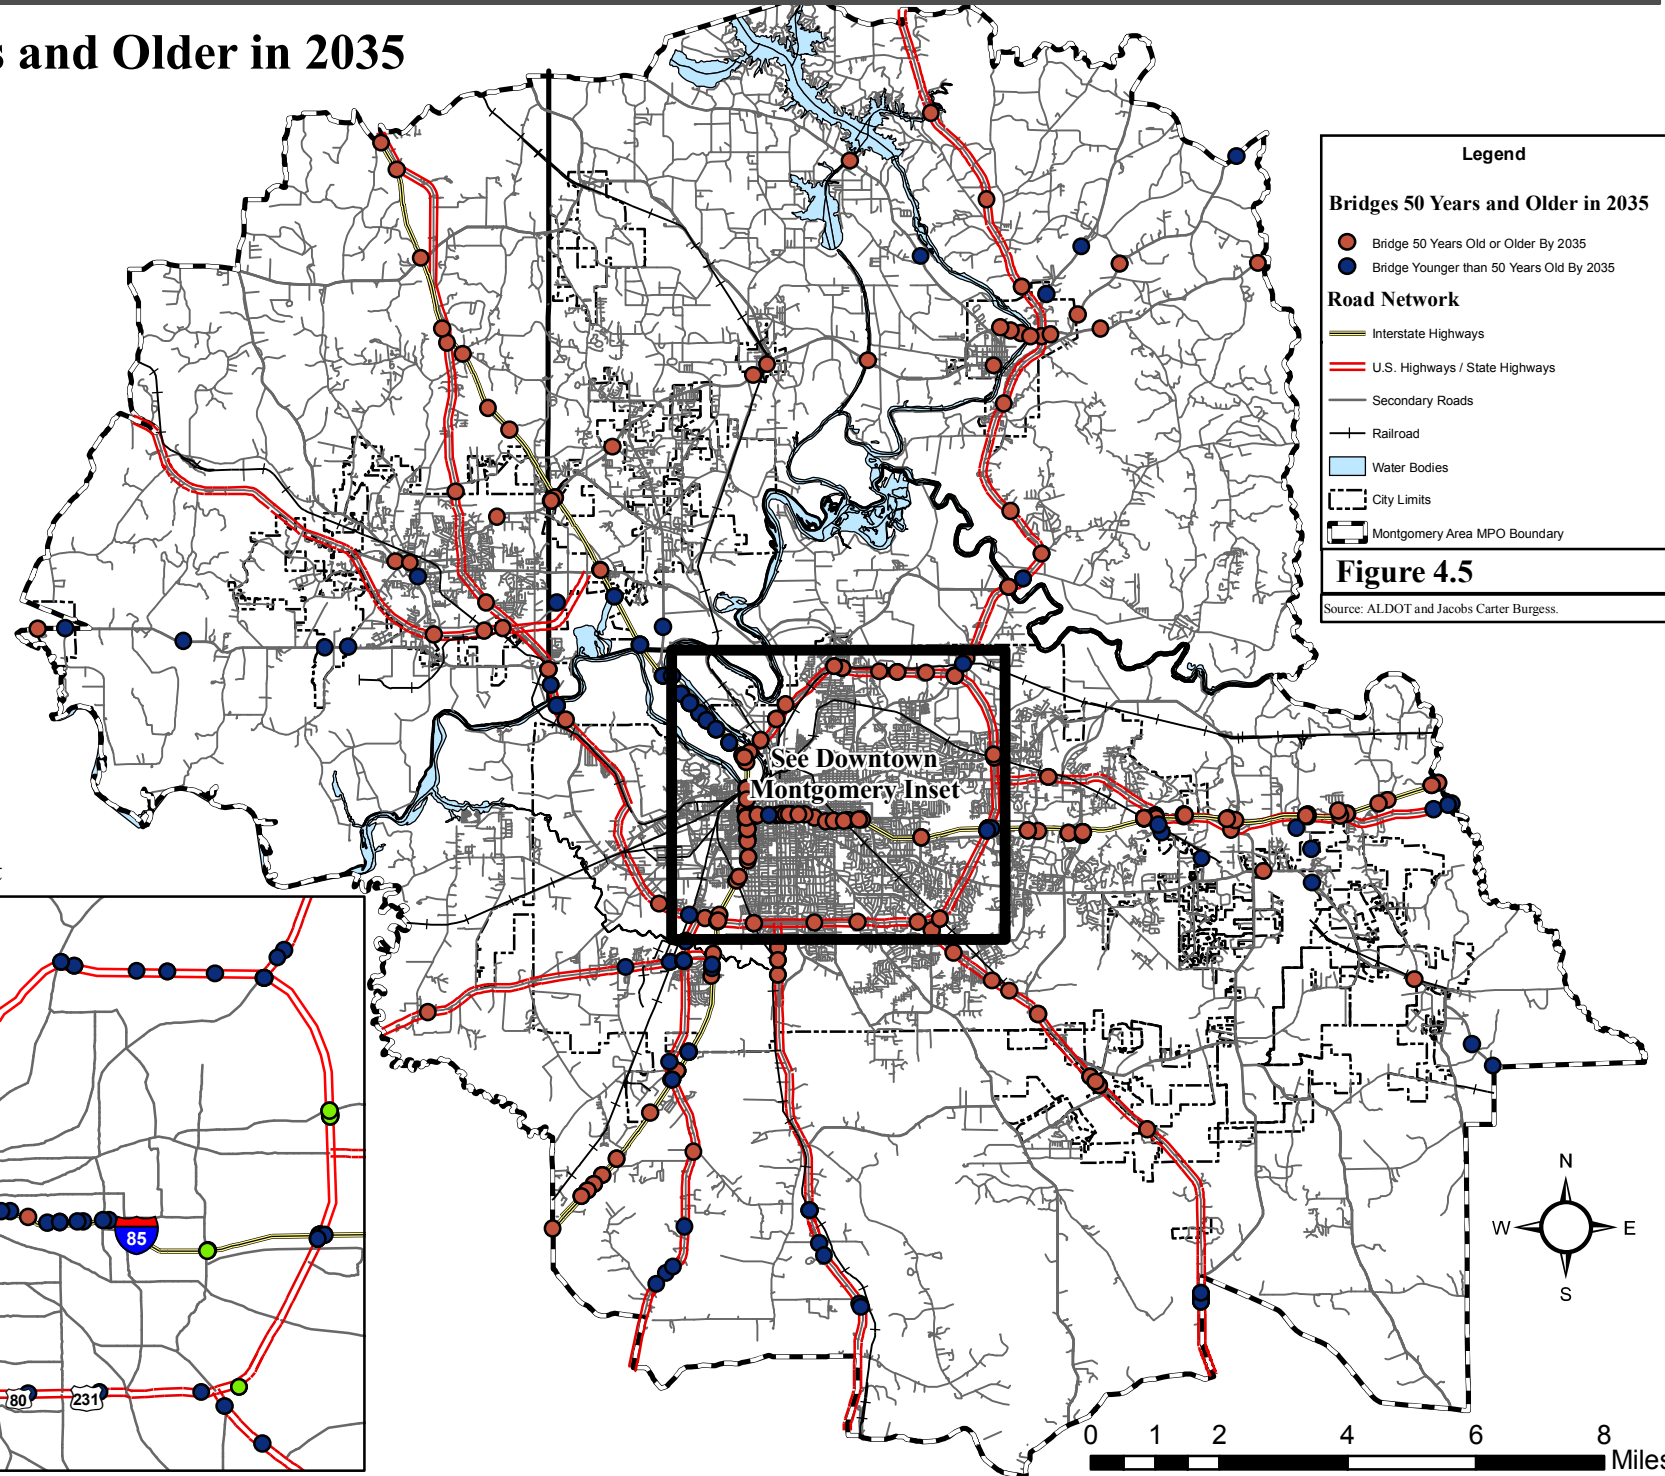 s and Older in 2035
Legend
Bridges 50 Years and Older in 2035
Bridge 50 Years Old or Older By 2035
Bridge Younger than 50 Years Old By 2035
Road Network
Interstate Highways
U.S. Highways / State Highways
Secondary Roads
Railroad
Water Bodies
City Limits
Montgomery Area MPO Boundary
Figure 4.5
Source: ALDOT and Jacobs Carter Burgess.
See Downtown
Montgomery Inset
85
80
231
N
W E
S
0 1 2 4 6 8
Miles